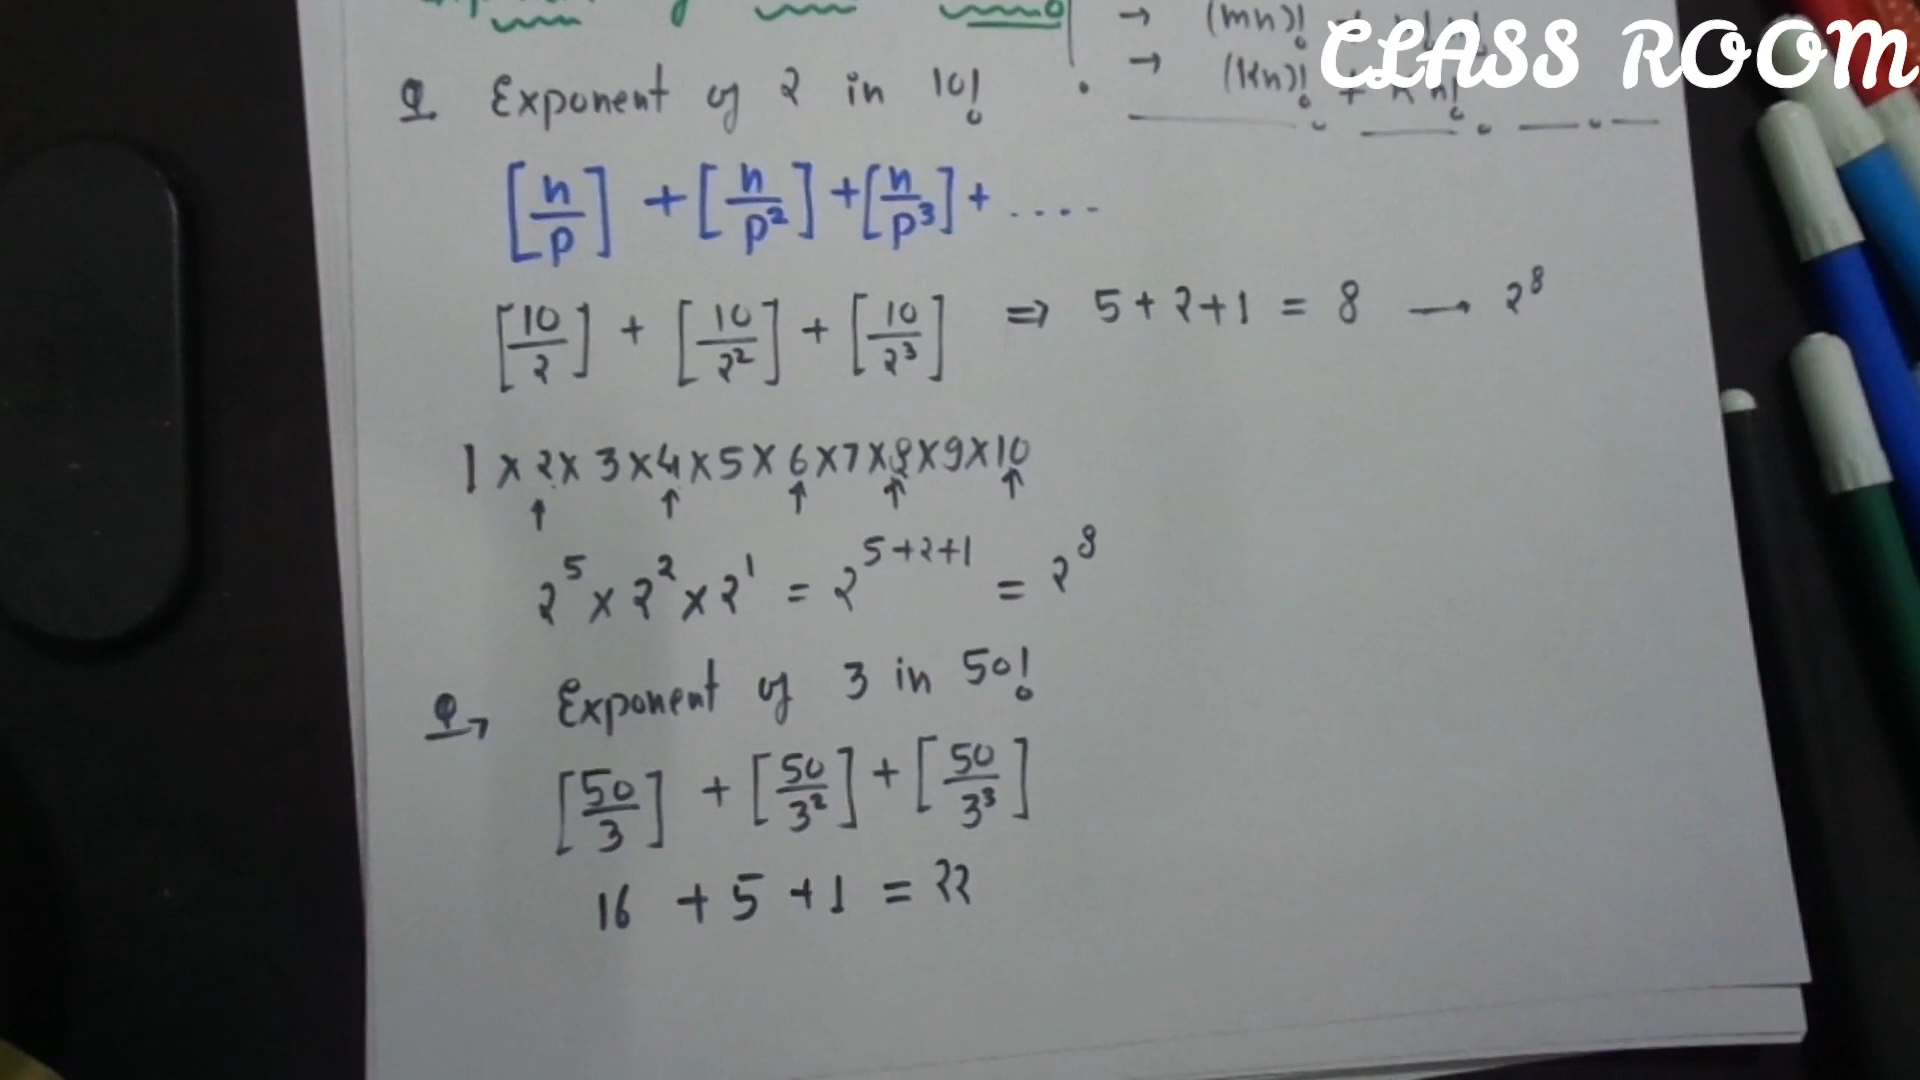 CLASS ROOM
→ (mn)!
→ (kn)! ≠ k n!
Q Exponent of 2 in 10!
[n/p] + [n/p²] + [n/p³] + ....
[10/2] + [10/2²] + [10/2³] ⇒ 5+2+1 = 8 → 2⁸
1 × 2 × 3 × 4 × 5 × 6 × 7 × 8 × 9 × 10
↑ ↑ ↑ ↑ ↑
2⁵ × 2² × 2¹ = 2⁵⁺²⁺¹ = 2⁸
Q, Exponent of 3 in 50!
[50/3] + [50/3²] + [50/3³]
16 + 5 + 1 = 22